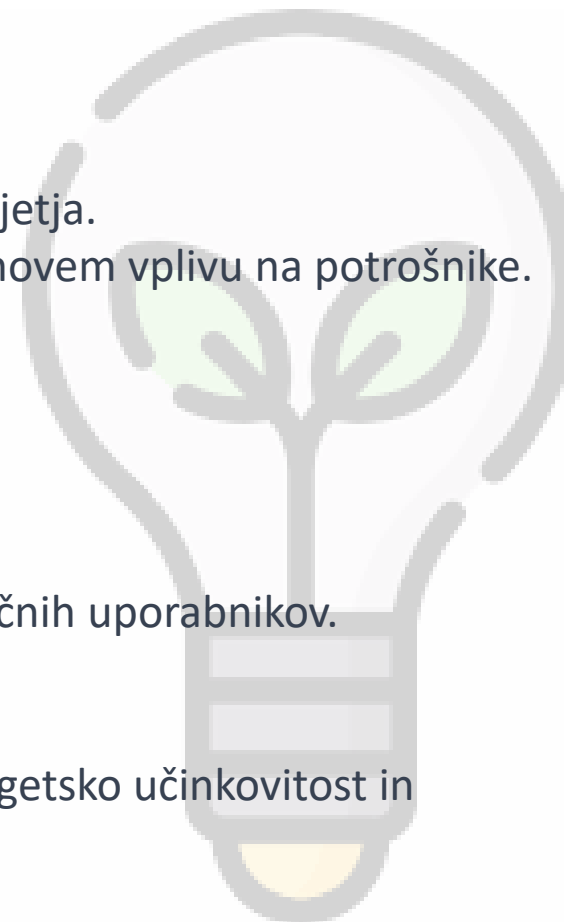 jetja.
novem vplivu na potrošnike.
čnih uporabnikov.
getsko učinkovitost in